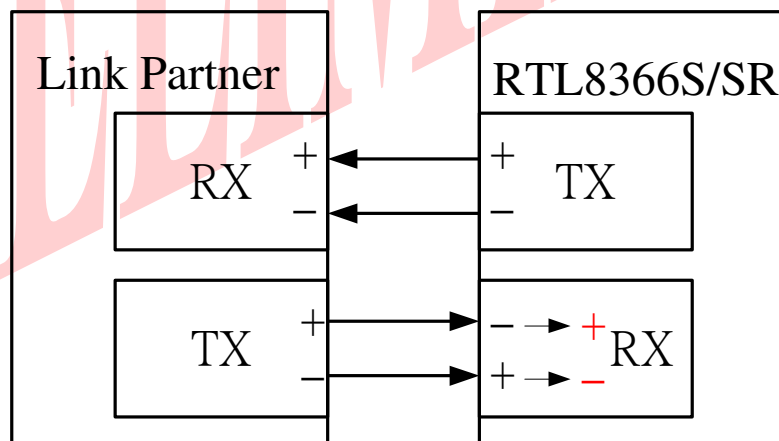 Link Partner
RTL8366S/SR
RX + + TX
− −
TX + − + RX
− + −